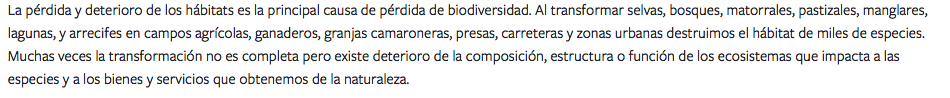 La pérdida y deterioro de los hábitats es la principal causa de pérdida de biodiversidad. Al transformar selvas, bosques, matorrales, pastizales, manglares,
lagunas, y arrecifes en campos agrícolas, ganaderos, granjas camaroneras, presas, carreteras y zonas urbanas destruimos el hábitat de miles de especies.
Muchas veces la transformación no es completa pero existe deterioro de la composición, estructura o función de los ecosistemas que impacta a las
especies y a los bienes y servicios que obtenemos de la naturaleza.